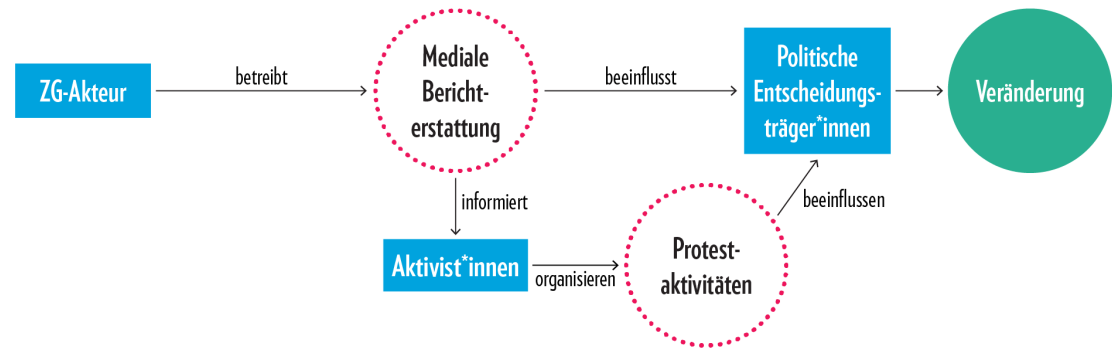 ZG-Akteur
betreibt
Mediale
Bericht-
erstattung
beeinflusst
Politische
Entscheidungs-
träger*innen
Veränderung
informiert
Aktivist*innen
organisieren
Protest-
aktivitäten
beeinflussen